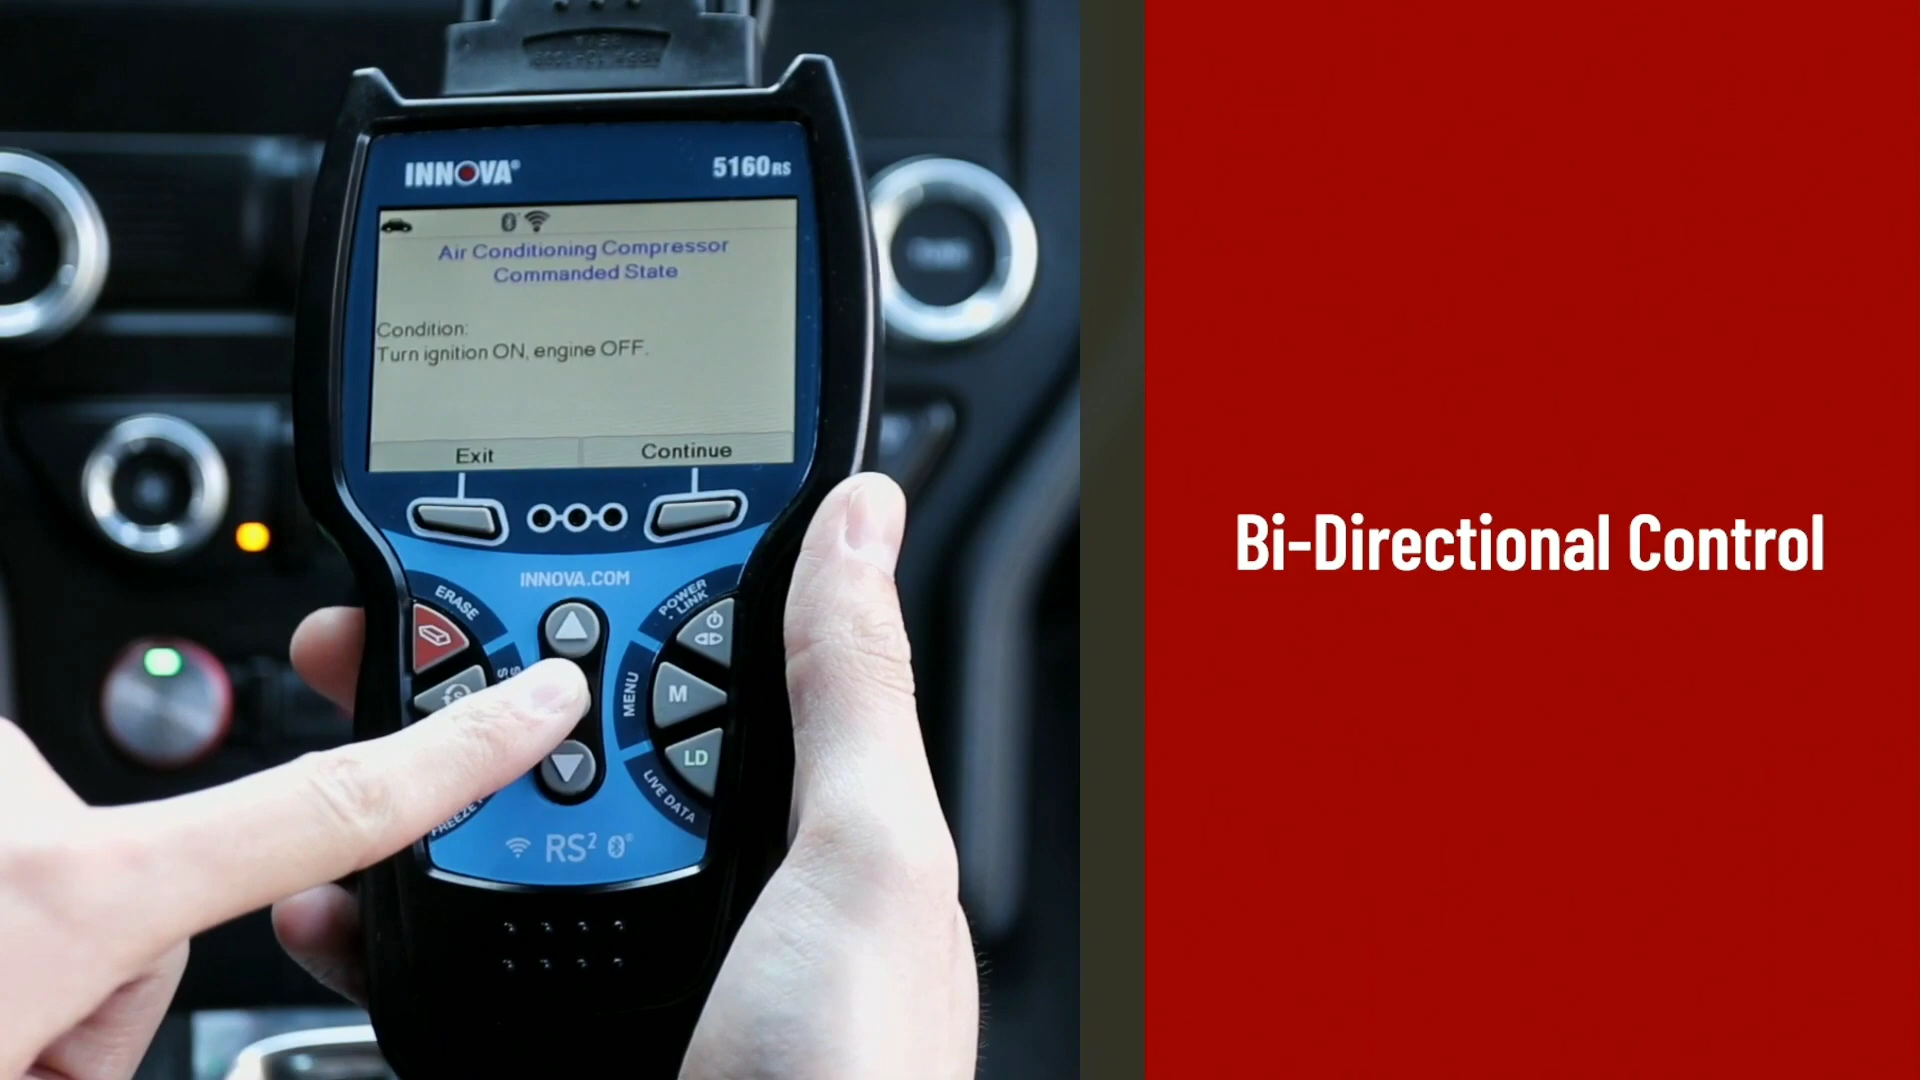 INNOVA®
5160RS
Air Conditioning Compressor
Commanded State
Condition:
Turn ignition ON, engine OFF.
Exit
Continue
INNOVA.COM
ERASE
POWER
LINK
MENU
M
LD
LIVE DATA
FREEZE
RS²
Bi-Directional Control